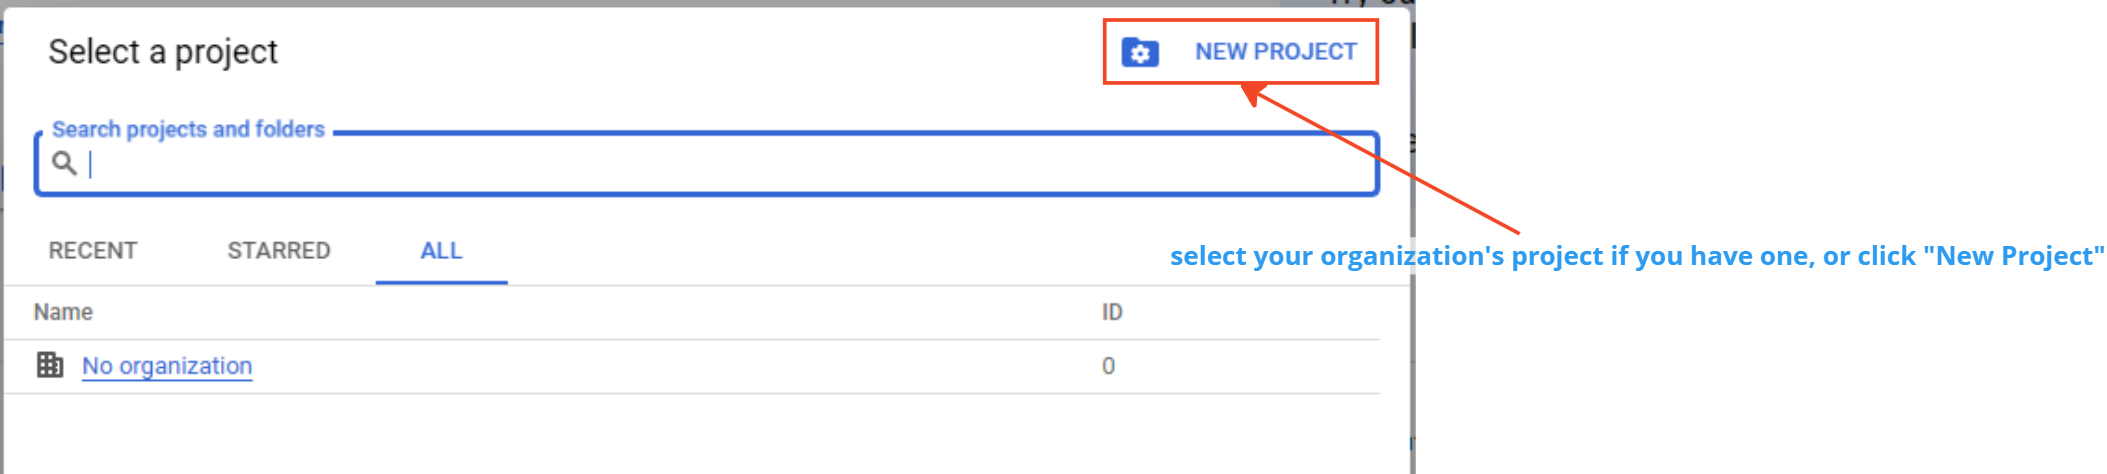 Select a project
NEW PROJECT
Search projects and folders
RECENT STARRED ALL
select your organization's project if you have one, or click "New Project"
Name ID
No organization 0